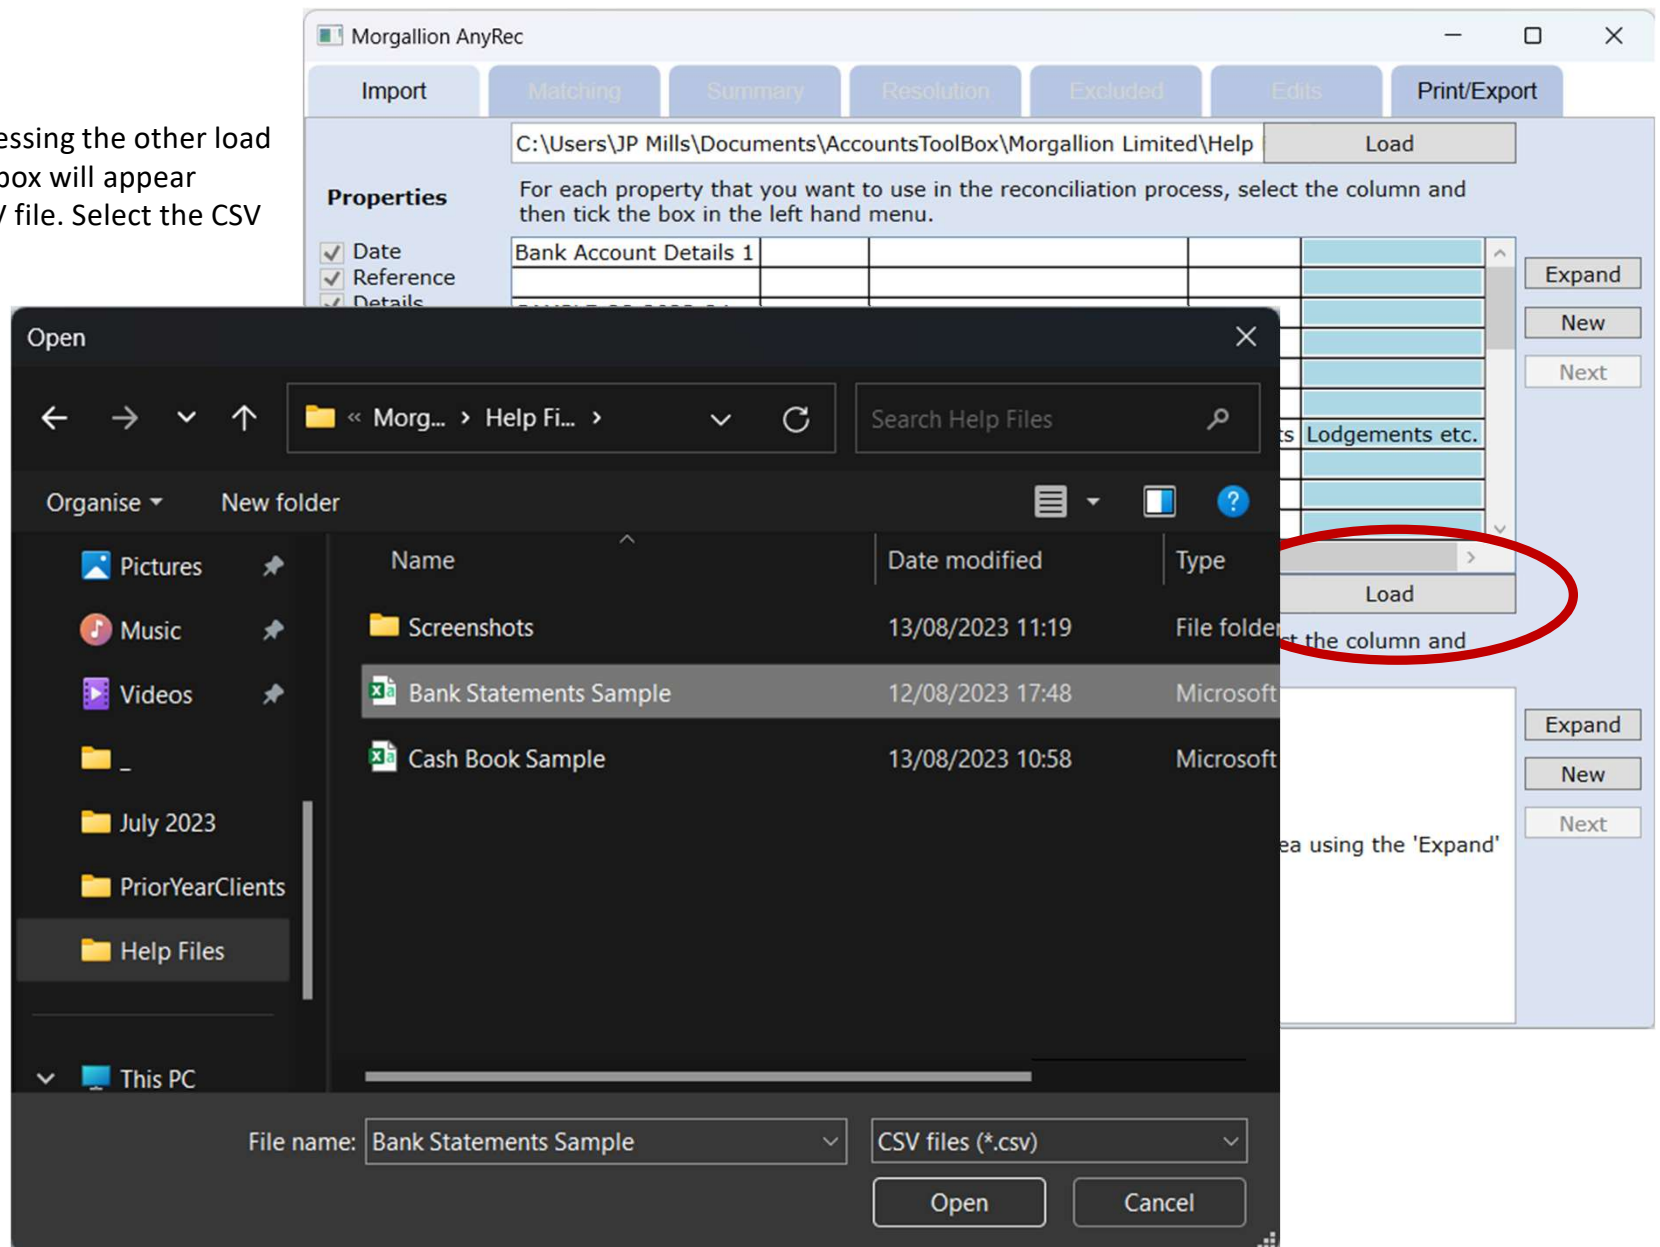 Morgallion AnyRec
Import Matching Summary Resolution Excluded Edits Print/Export
essing the other load
box will appear
file. Select the CSV
C:\Users\JP Mills\Documents\AccountsToolBox\Morgallion Limited\Help
Load
Properties
For each property that you want to use in the reconciliation process, select the column and
then tick the box in the left hand menu.
Date
Reference
Details
Bank Account Details 1
Lodgements etc.
Expand
New
Next
Load
the column and
Expand
New
Next
using the 'Expand'
Open
« Morg... › Help Fi... ›
Search Help Files
Organise New folder
Pictures
Music
Videos
_
July 2023
PriorYearClients
Help Files
This PC
Name Date modified Type
Screenshots 13/08/2023 11:19 File folder
Bank Statements Sample 12/08/2023 17:48 Microsoft
Cash Book Sample 13/08/2023 10:58 Microsoft
File name: Bank Statements Sample CSV files (*.csv)
Open Cancel